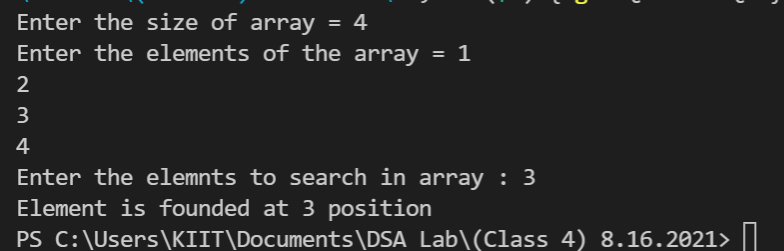 Enter the size of array = 4
Enter the elements of the array = 1
2
3
4
Enter the elemnts to search in array : 3
Element is founded at 3 position
PS C:\Users\KIIT\Documents\DSA Lab\(Class 4) 8.16.2021>